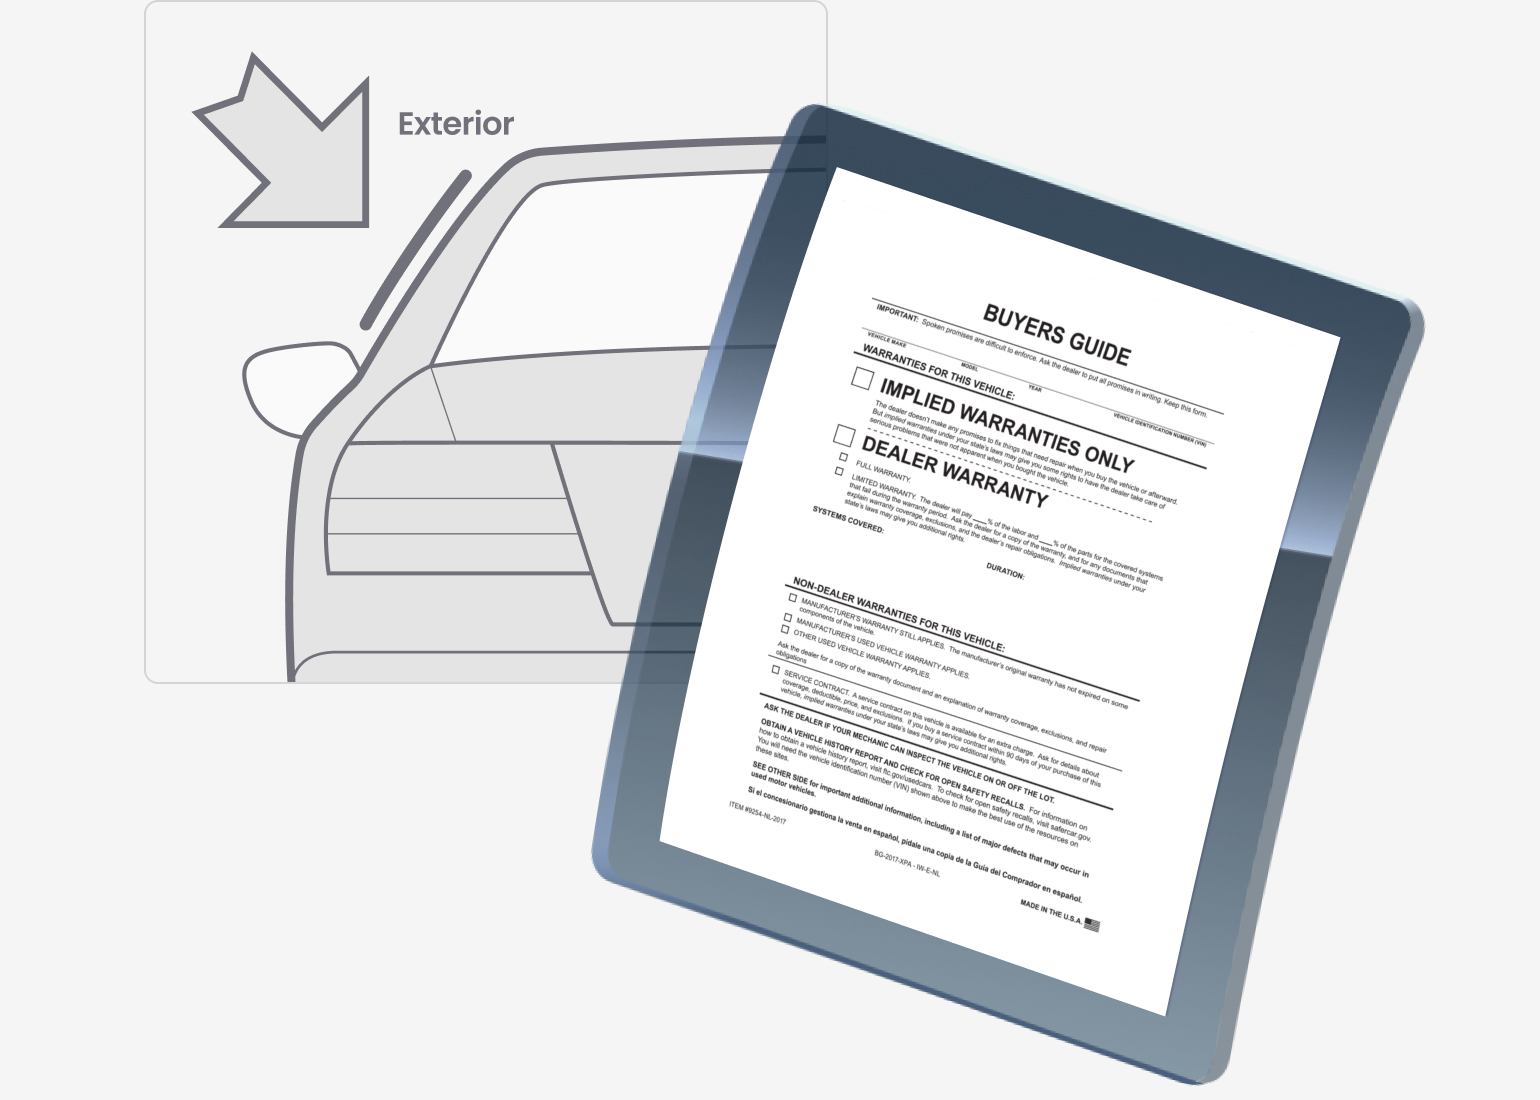 Exterior
BUYERS GUIDE
IMPORTANT: Spoken promises are difficult to enforce. Ask the dealer to put all promises in writing. Keep this form.
VEHICLE MAKE MODEL YEAR VEHICLE IDENTIFICATION NUMBER (VIN)
WARRANTIES FOR THIS VEHICLE:
IMPLIED WARRANTIES ONLY
The dealer doesn't make any promises to fix things that need repair when you buy the vehicle or afterward.
But implied warranties under your state's laws may give you some rights to have the dealer take care of
serious problems that were not apparent when you bought the vehicle.
DEALER WARRANTY
FULL WARRANTY.
LIMITED WARRANTY. The dealer will pay ___% of the labor and ___% of the parts for the covered systems
that fail during the warranty period. Ask the dealer for a copy of the warranty, and for any documents that
explain warranty coverage, exclusions, and the dealer's repair obligations. Implied warranties under your
state's laws may give you additional rights.
SYSTEMS COVERED: DURATION:
NON-DEALER WARRANTIES FOR THIS VEHICLE:
MANUFACTURER'S WARRANTY STILL APPLIES. The manufacturer's original warranty has not expired on some
components of the vehicle.
MANUFACTURER'S USED VEHICLE WARRANTY APPLIES.
OTHER USED VEHICLE WARRANTY APPLIES.
Ask the dealer for a copy of the warranty document and an explanation of warranty coverage, exclusions, and repair
obligations
SERVICE CONTRACT. A service contract on this vehicle is available for an extra charge. Ask for details about
coverage, deductible, price, and exclusions. If you buy a service contract within 90 days of your purchase of this
vehicle, implied warranties under your state's laws may give you additional rights.
ASK THE DEALER IF YOUR MECHANIC CAN INSPECT THE VEHICLE ON OR OFF THE LOT.
OBTAIN A VEHICLE HISTORY REPORT AND CHECK FOR OPEN SAFETY RECALLS. For information on
how to obtain a vehicle history report, visit ftc.gov/usedcars. To check for open safety recalls, visit safercar.gov.
You will need the vehicle identification number (VIN) shown above to make the best use of the resources on
these sites.
SEE OTHER SIDE for important additional information, including a list of major defects that may occur in
used motor vehicles.
Si el concesionario gestiona la venta en español, pídale una copia de la Guía del Comprador en español.
ITEM #9254-NL-2017
BG-2017-XPA - IW-E-NL
MADE IN THE U.S.A.